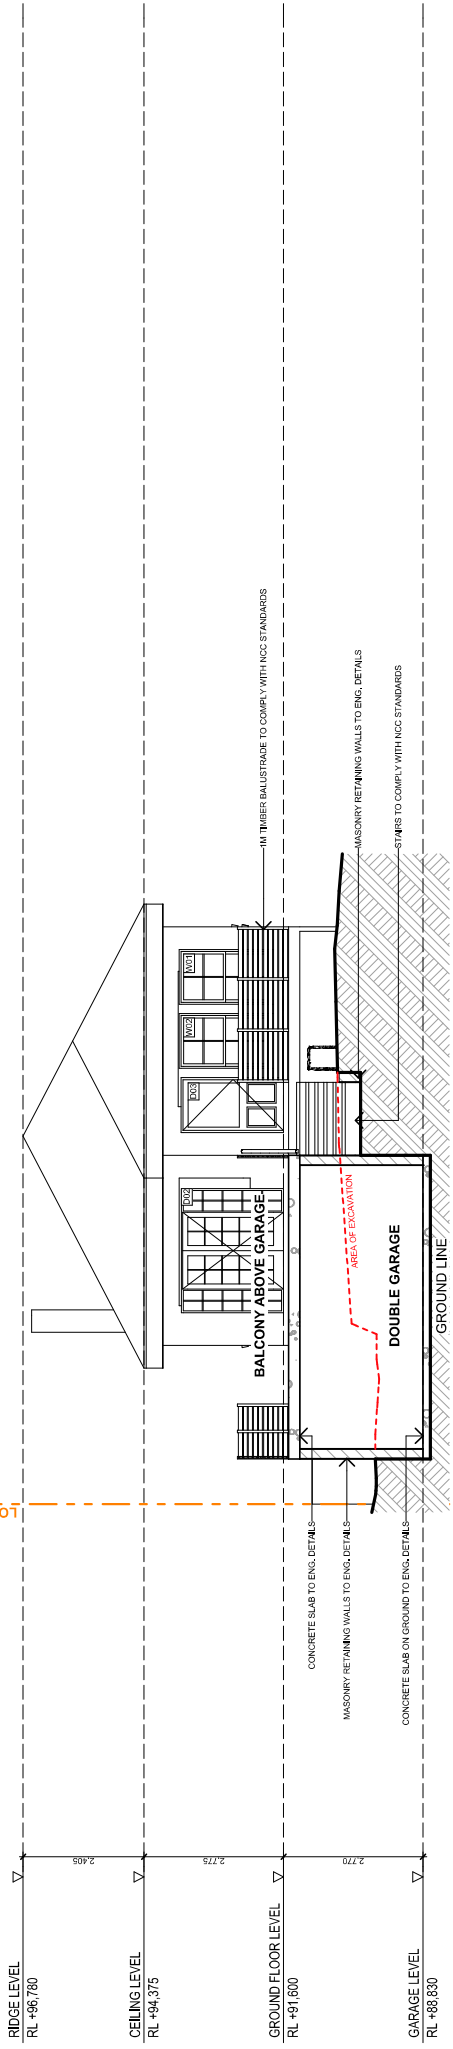 RIDGE LEVEL
RL +96,780
CEILING LEVEL
RL +94,375
GROUND FLOOR LEVEL
RL +91,600
GARAGE LEVEL
RL +88,830
2,405
2,775
2,770
LO
CONCRETE SLAB TO ENG. DETAILS
MASONRY RETAINING WALLS TO ENG. DETAILS
CONCRETE SLAB ON GROUND TO ENG. DETAILS
D02
D03
W02
W01
BALCONY ABOVE GARAGE
AREA OF EXCAVATION
DOUBLE GARAGE
GROUND LINE
1M TIMBER BALUSTRADE TO COMPLY WITH NCC STANDARDS
MASONRY RETAINING WALLS TO ENG. DETAILS
STAIRS TO COMPLY WITH NCC STANDARDS